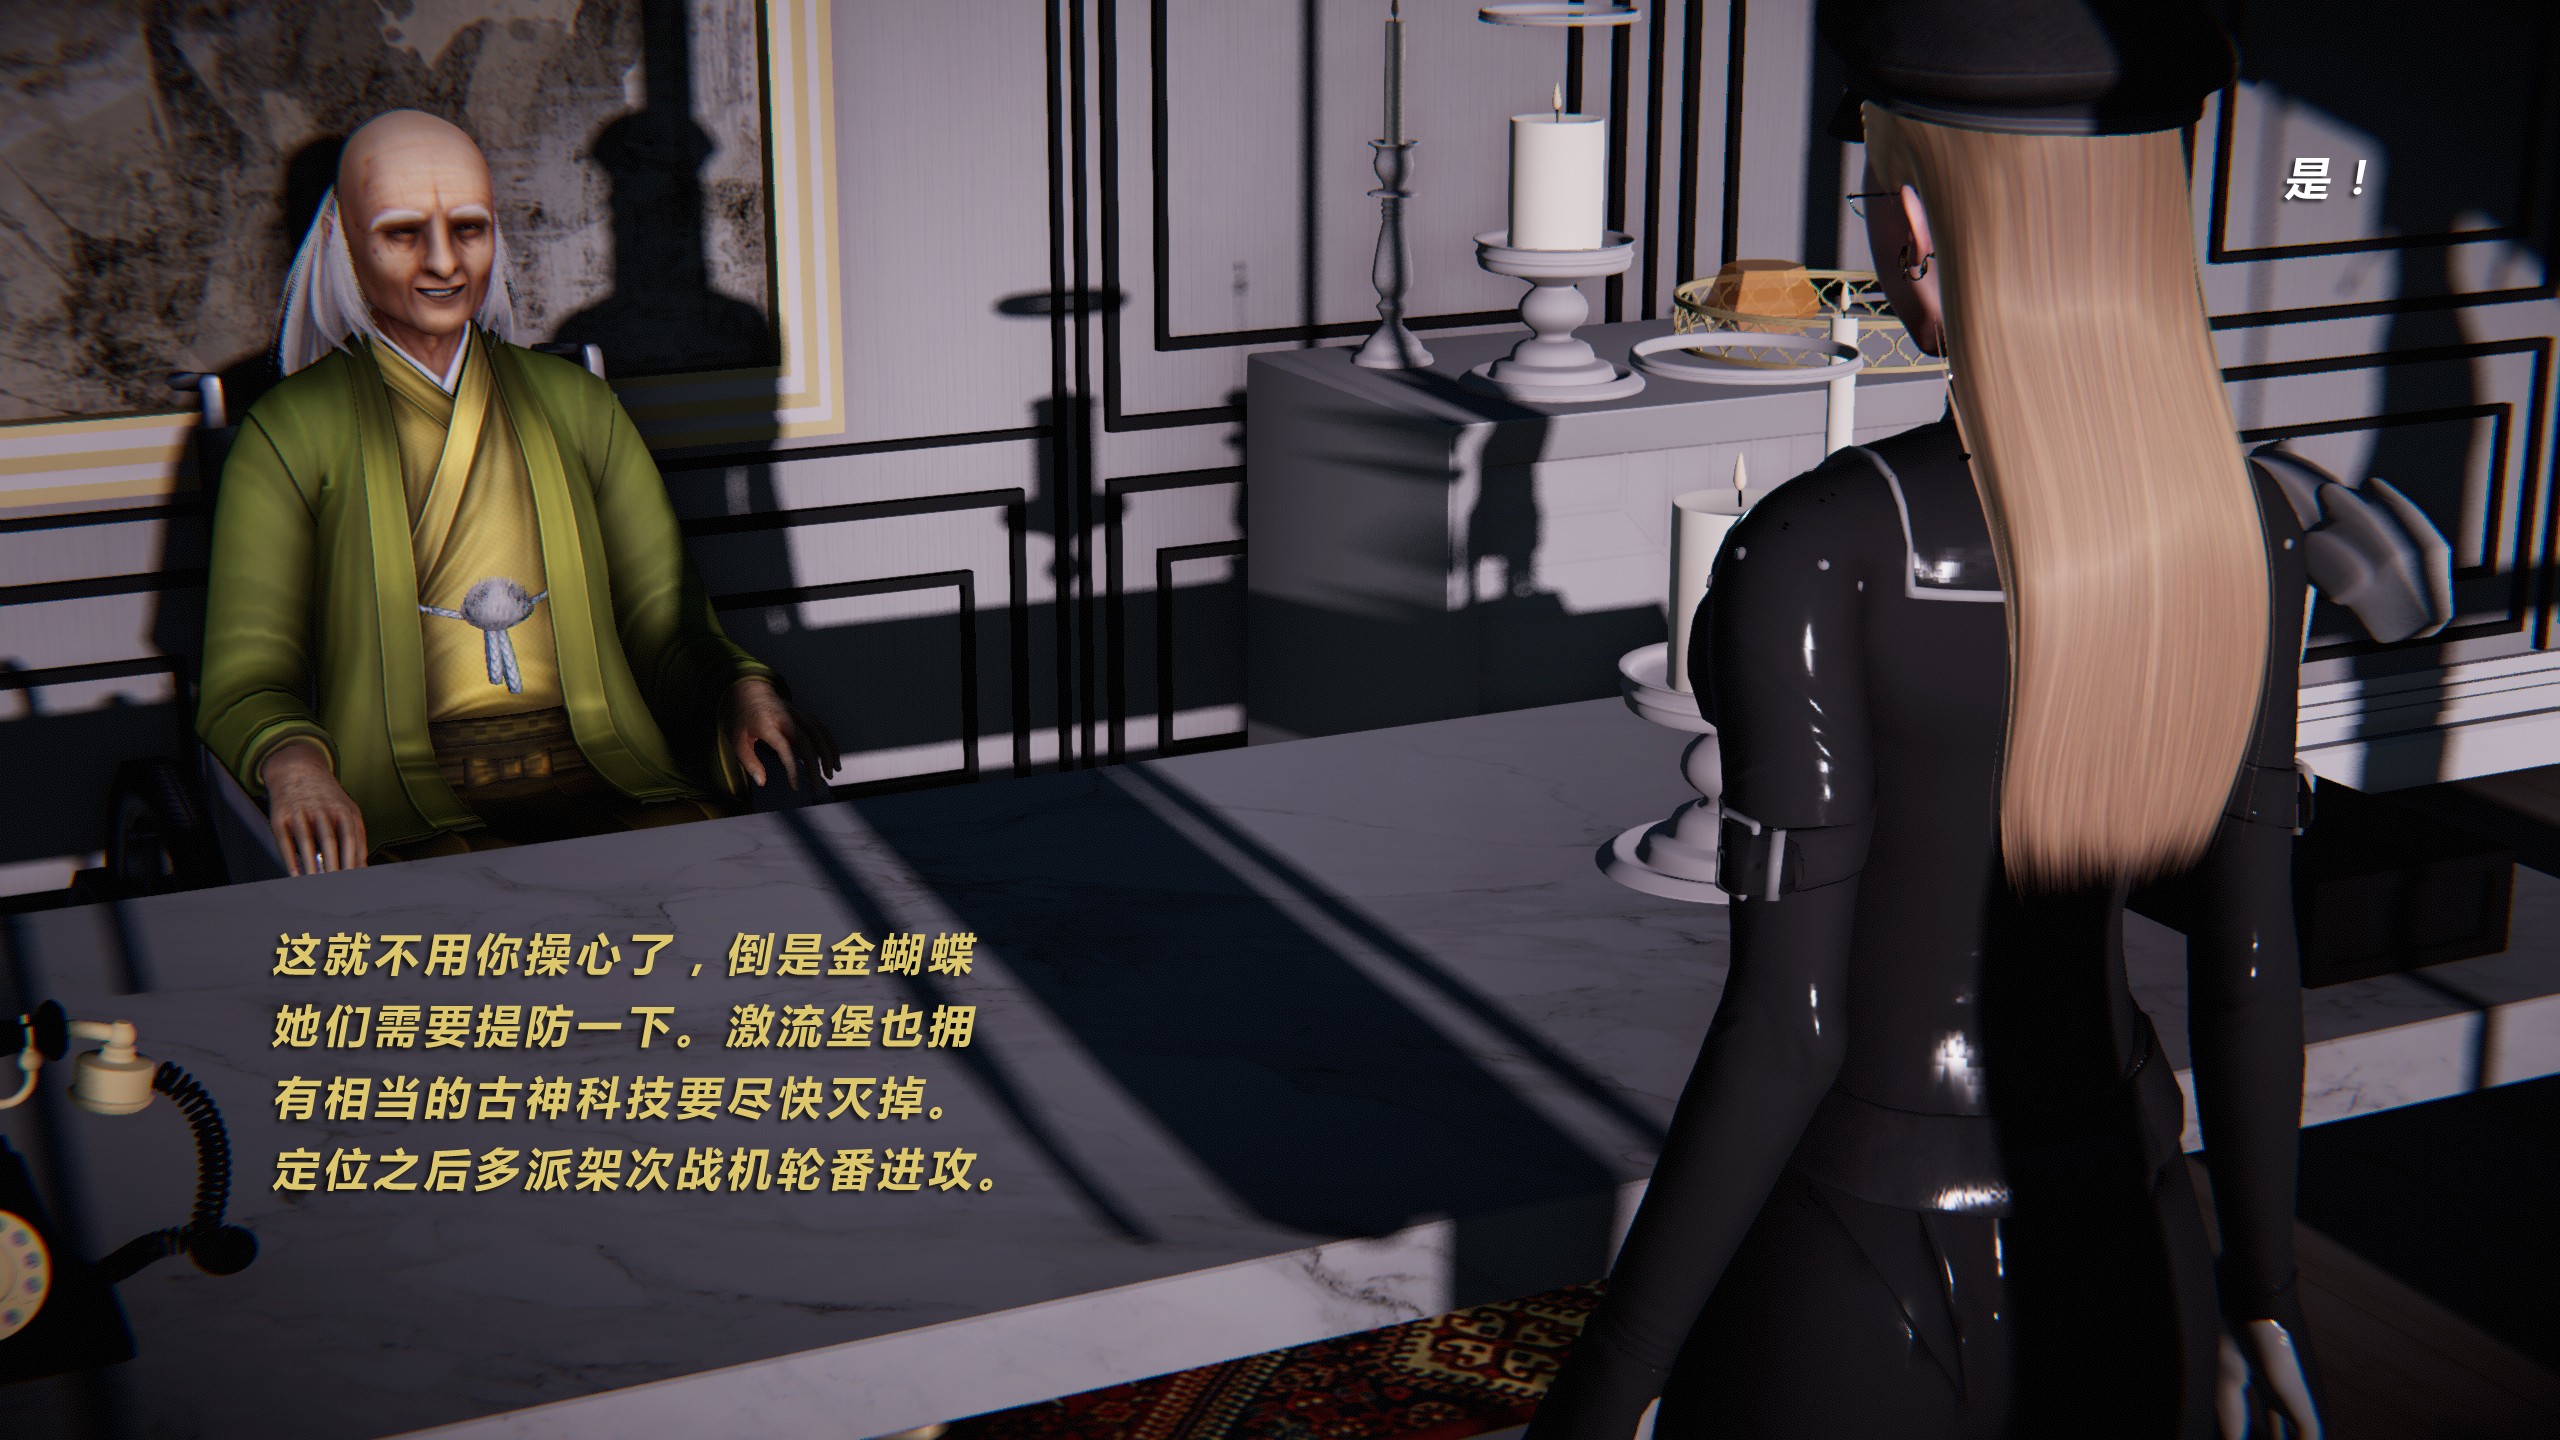 是！
这就不用你操心了，倒是金蝴蝶
她们需要提防一下。激流堡也拥
有相当的古神科技要尽快灭掉。
定位之后多派架次战机轮番进攻。